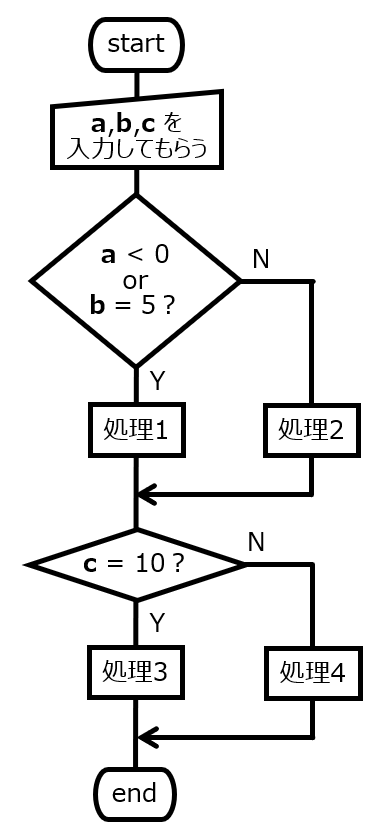 start
a,b,c を
入力してもらう
a < 0
or
b = 5 ?
N
Y
処理1
処理2
c = 10 ?
N
Y
処理3
処理4
end